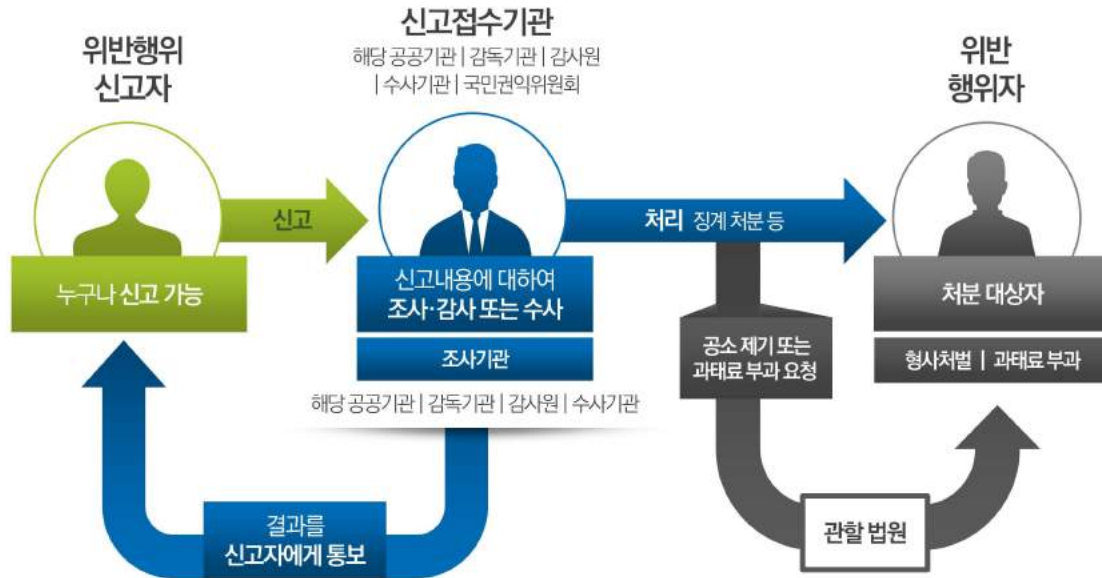 위반행위
신고자
신고접수기관
해당 공공기관 | 감독기관 | 감사원
| 수사기관 | 국민권익위원회
위반
행위자
신고
처리 징계 처분 등
누구나 신고 가능
신고내용에 대하여
조사·감사 또는 수사
조사기관
해당 공공기관 | 감독기관 | 감사원 | 수사기관
공소 제기 또는
과태료 부과 요청
처분 대상자
형사처벌 | 과태료 부과
결과를
신고자에게 통보
관할 법원